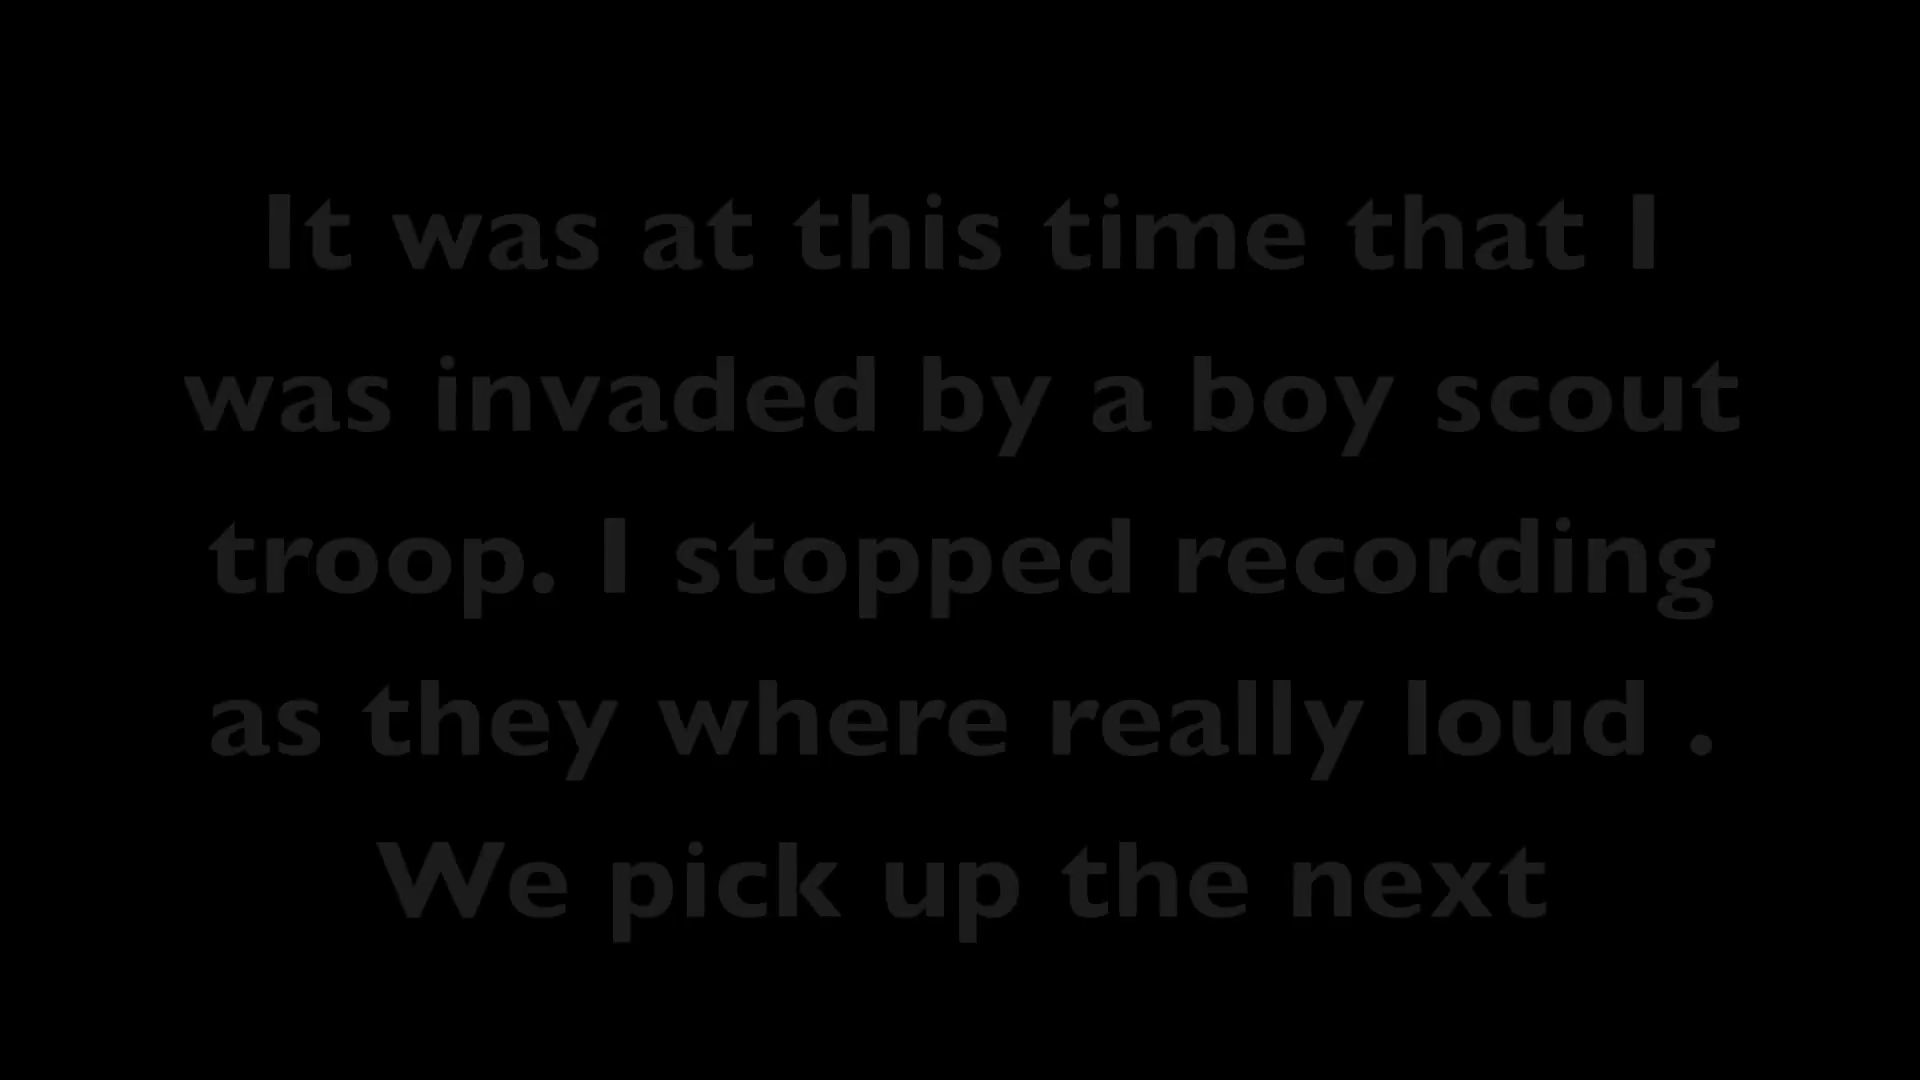 It was at this time that I
was invaded by a boy scout
troop. I stopped recording
as they where really loud .
We pick up the next